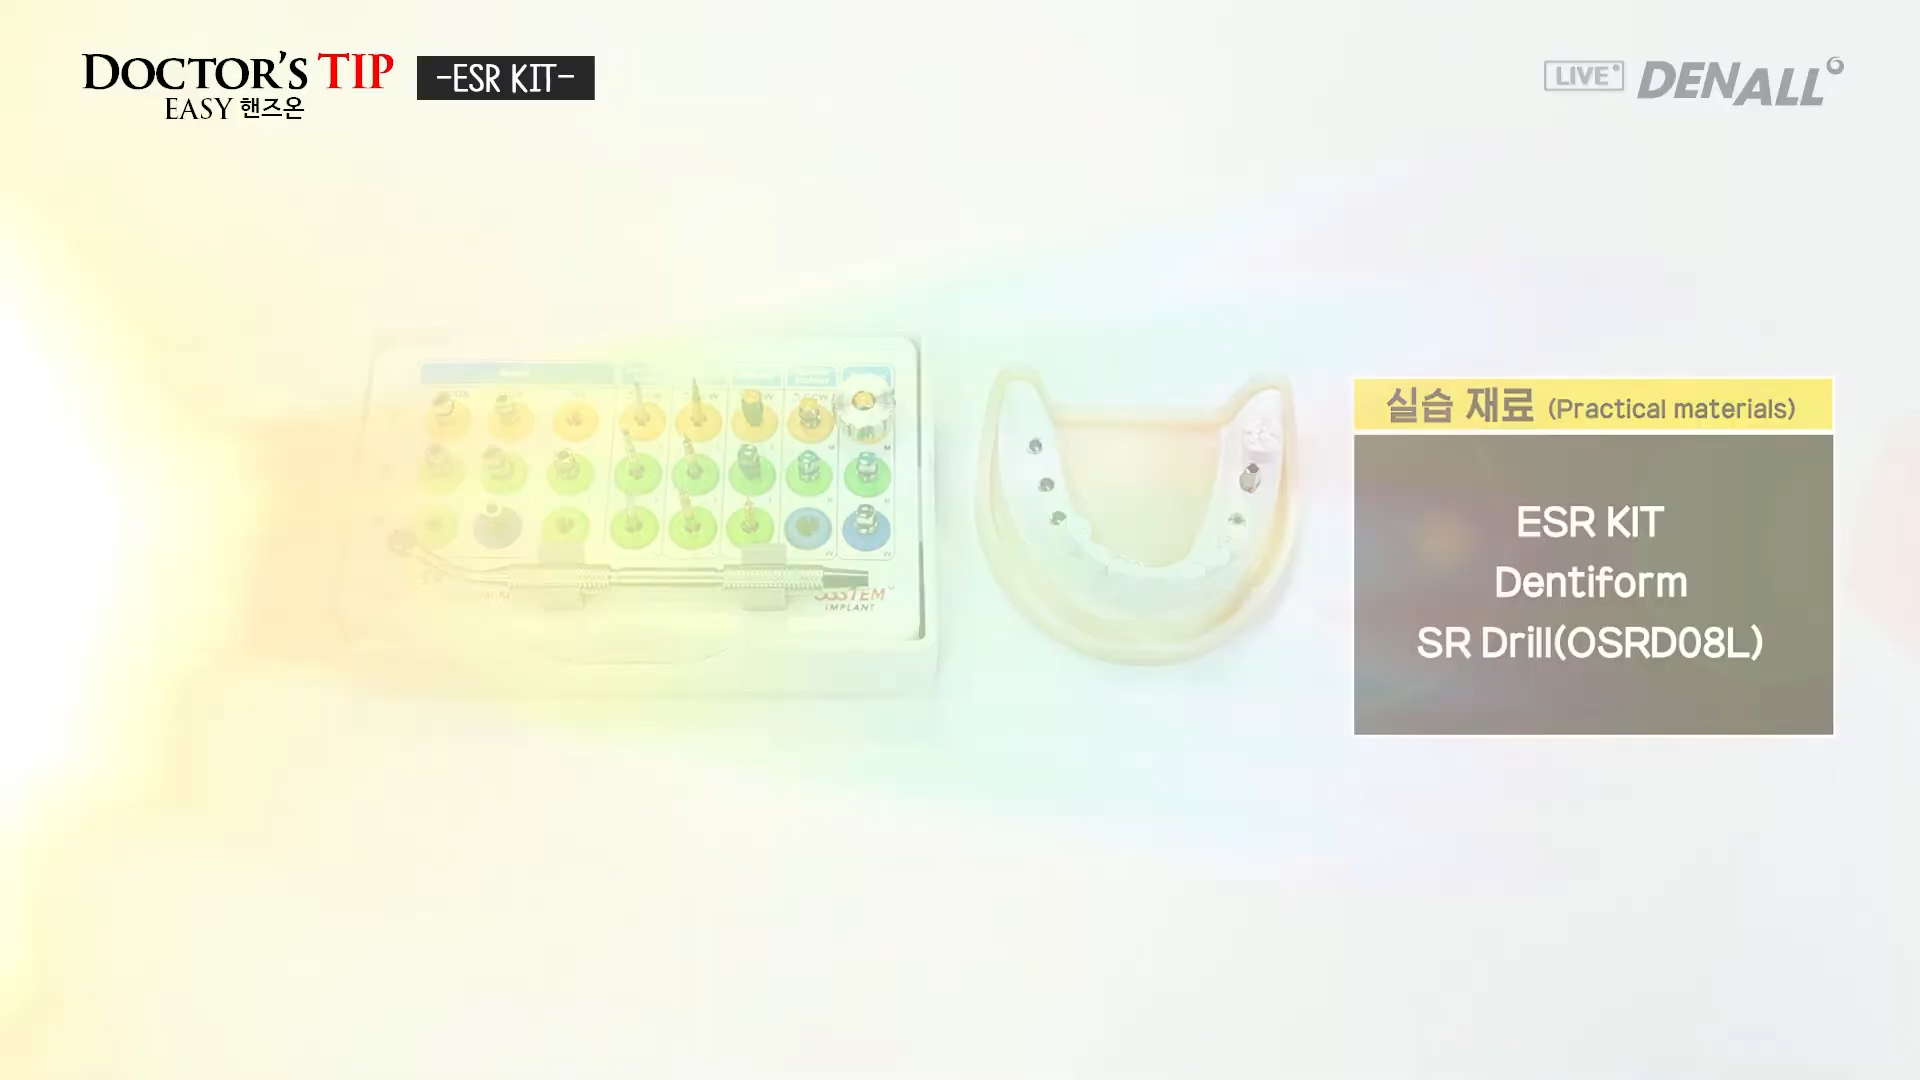 DOCTOR'S TIP
EASY 핸즈온
-ESR KIT-
LIVE DENALL
실습 재료 (Practical materials)
ESR KIT
Dentiform
SR Drill(OSRD08L)
IMPLANT